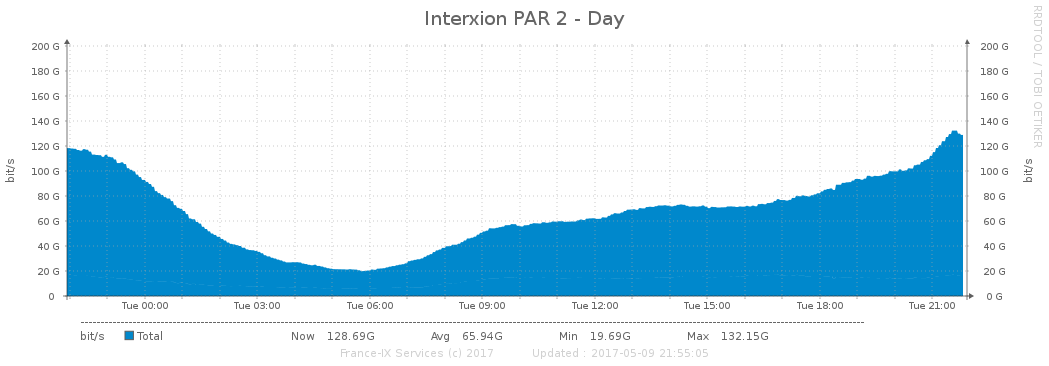 Interxion PAR 2 - Day
RRDTOOL / TOBI OETIKER
bit/s
bit/s
200 G 200 G
180 G 180 G
160 G 160 G
140 G 140 G
120 G 120 G
100 G 100 G
80 G 80 G
60 G 60 G
40 G 40 G
20 G 20 G
0 0 G
Tue 00:00 Tue 03:00 Tue 06:00 Tue 09:00 Tue 12:00 Tue 15:00 Tue 18:00 Tue 21:00
bit/s Total Now 128.69G Avg 65.94G Min 19.69G Max 132.15G
France-IX Services (c) 2017 Updated : 2017-05-09 21:55:05